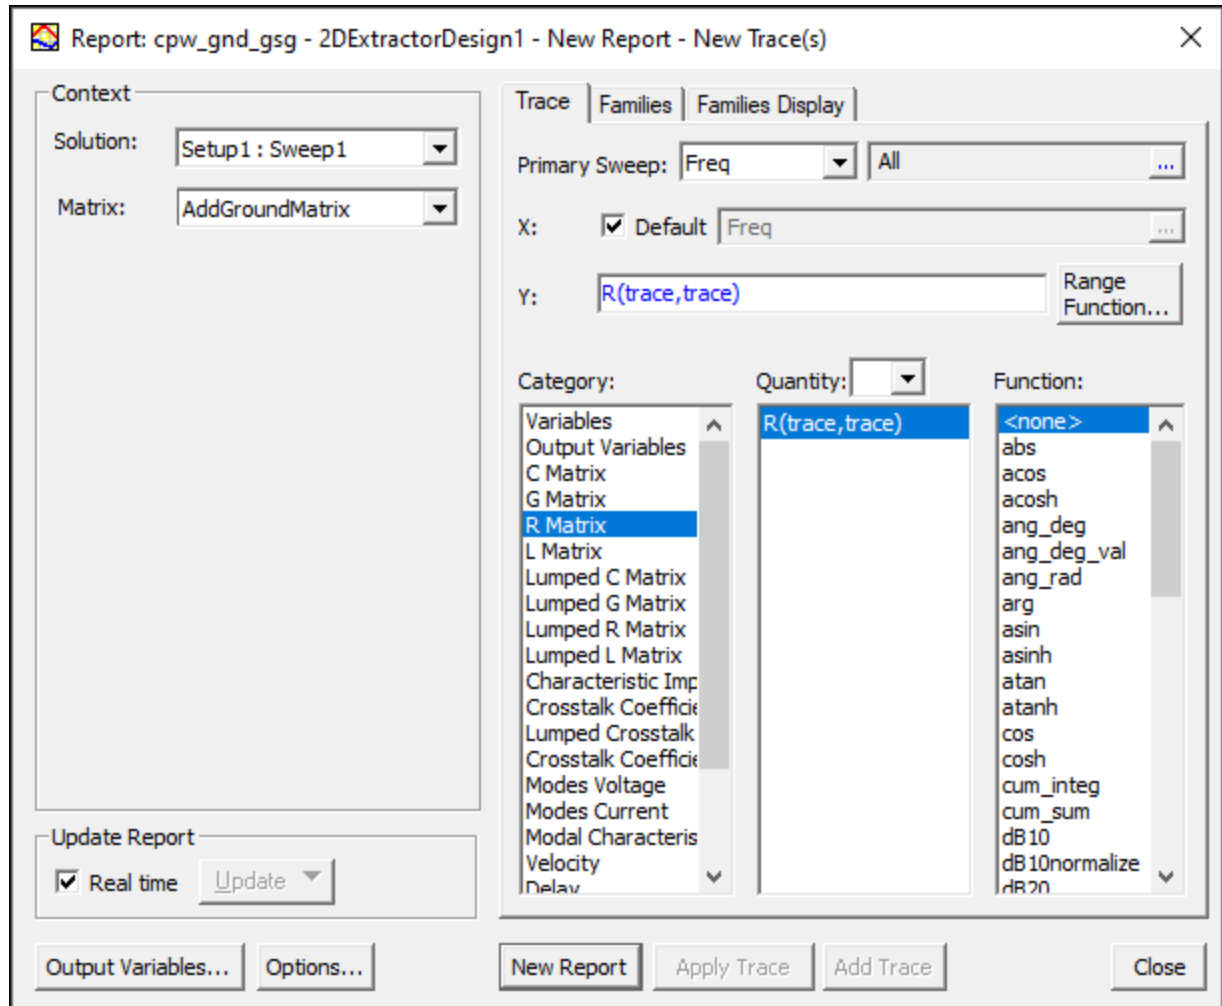 Report: cpw_gnd_gsg - 2DExtractorDesign1 - New Report - New Trace(s)
Context
Solution:
Setup1 : Sweep1
Matrix:
AddGroundMatrix
Update Report
Real time
Update
Output Variables...
Options...
Trace
Families
Families Display
Primary Sweep:
Freq
All
...
X:
Default
Freq
...
Y:
R(trace,trace)
Range
Function...
Category:
Variables
Output Variables
C Matrix
G Matrix
R Matrix
L Matrix
Lumped C Matrix
Lumped G Matrix
Lumped R Matrix
Lumped L Matrix
Characteristic Imp
Crosstalk Coefficie
Lumped Crosstalk
Crosstalk Coefficie
Modes Voltage
Modes Current
Modal Characteris
Velocity
Delay
Quantity:
R(trace,trace)
Function:
<none>
abs
acos
acosh
ang_deg
ang_deg_val
ang_rad
arg
asin
asinh
atan
atanh
cos
cosh
cum_integ
cum_sum
dB10
dB10normalize
dB20
New Report
Apply Trace
Add Trace
Close